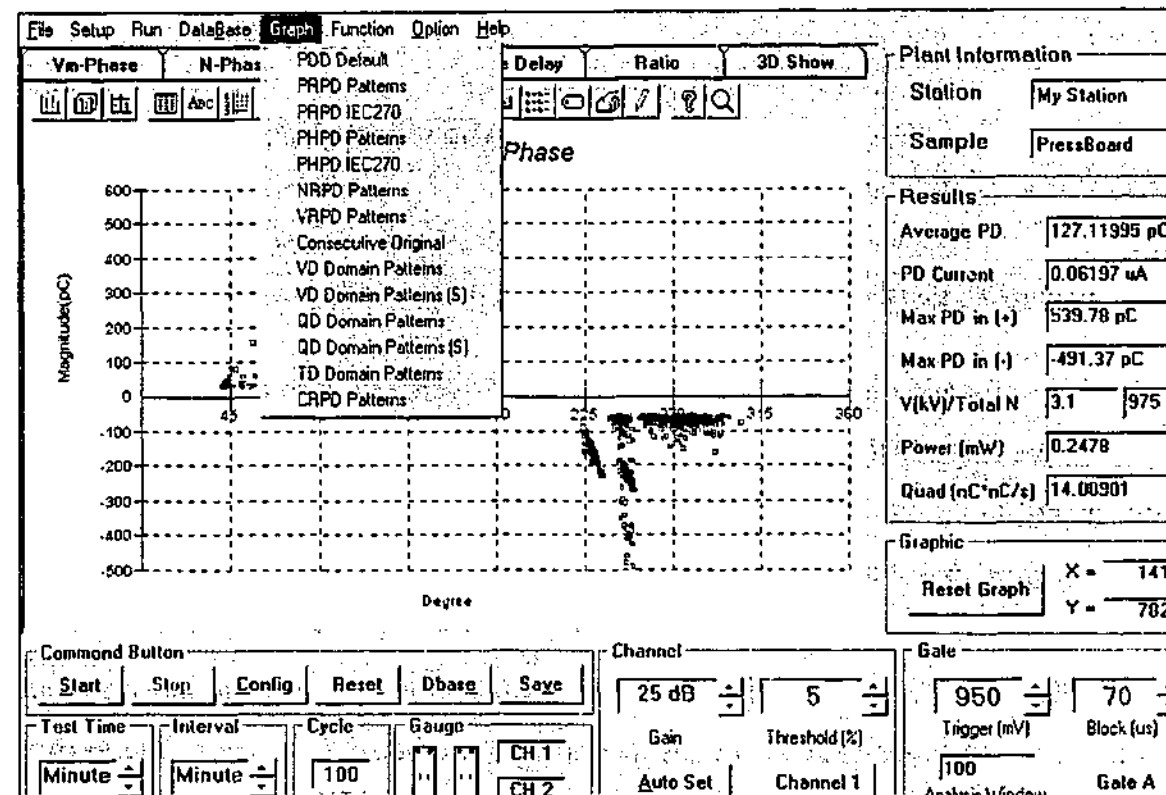 File Setup Run DataBase Graph Function Option Help
Vm-Phase N-Phas e Delay Ratio 3D Show
ABC
PDD Default
PRPD Patterns
PRPD IEC270
PHPD Patterns
PHPD IEC270
NRPD Patterns
VRPD Patterns
Consecutive Original
VD Domain Patterns
VD Domain Patterns (S)
QD Domain Patterns
QD Domain Patterns (S)
TD Domain Patterns
CRPD Patterns
Phase
Magnitude(pC)
600
500
400
300
200
100
0
-100
-200
-300
-400
-500
45 0 225 270 315 360
Degree
Plant Information
Station My Station
Sample PressBoard
Results
Average PD 127.11995 pC
PD Current 0.06197 uA
Max PD in (+) 539.78 pC
Max PD in (-) -491.37 pC
V(kV)/Total N 3.1 975
Power (mW) 0.2478
Quad (nC*nC/s) 14.00901
Graphic
Reset Graph
X = 141
Y = 782
Command Button
Start Stop Config Reset Dbase Save
Test Time Interval Cycle Gauge
Minute Minute 100 CH 1
CH 2
Channel
25 dB 5
Gain Threshold (%)
Auto Set Channel 1
Gate
950 70
Trigger (mV) Block (us)
100
Analysis Window Gate A